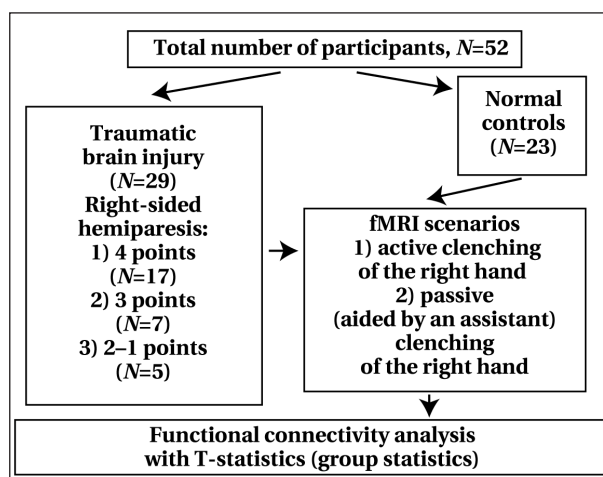 Total number of participants, N=52
Traumatic
brain injury
(N=29)
Right-sided
hemiparesis:
1) 4 points
(N=17)
2) 3 points
(N=7)
3) 2–1 points
(N=5)
Normal
controls
(N=23)
fMRI scenarios
1) active clenching
of the right hand
2) passive
(aided by an assistant)
clenching
of the right hand
Functional connectivity analysis
with T-statistics (group statistics)